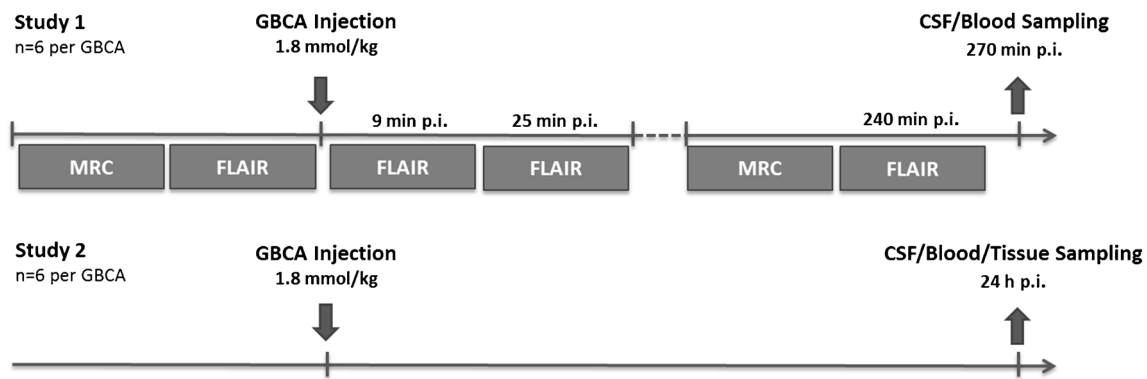 Study 1
n=6 per GBCA
GBCA Injection
1.8 mmol/kg
CSF/Blood Sampling
270 min p.i.
9 min p.i.
25 min p.i.
240 min p.i.
MRC
FLAIR
FLAIR
FLAIR
MRC
FLAIR
Study 2
n=6 per GBCA
GBCA Injection
1.8 mmol/kg
CSF/Blood/Tissue Sampling
24 h p.i.